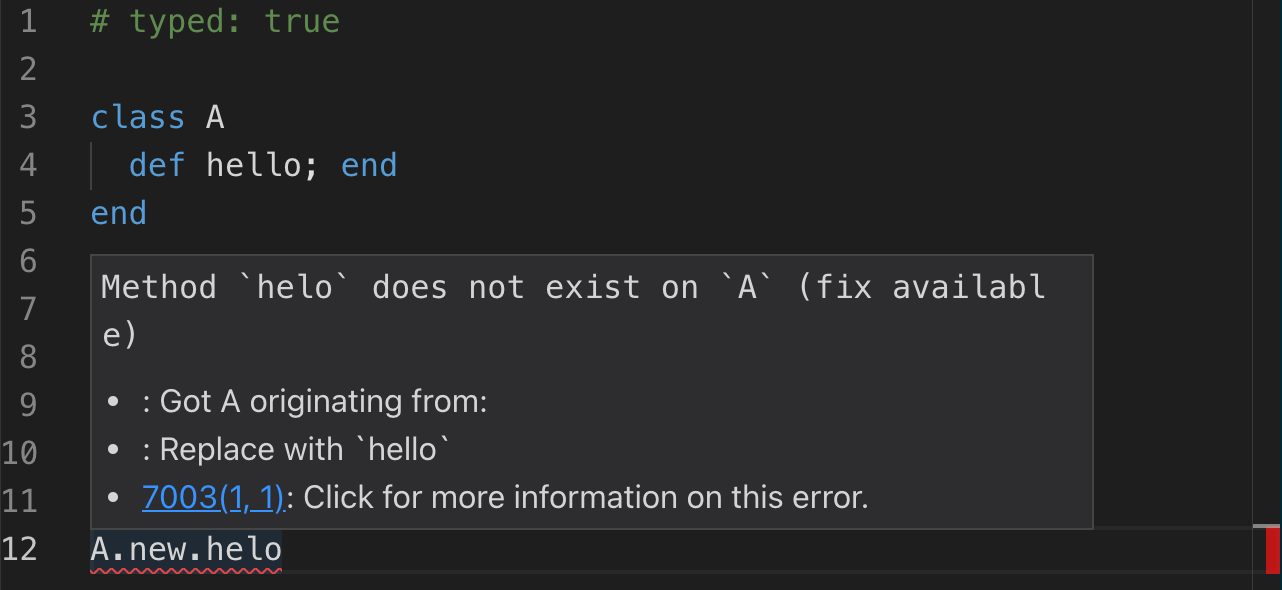 1 # typed: true
2
3 class A
4 def hello; end
5 end
6
Method `helo` does not exist on `A` (fix availabl
7
e)
8
9 • : Got A originating from:
10 • : Replace with `hello`
11 • 7003(1, 1): Click for more information on this error.
12 A.new.helo